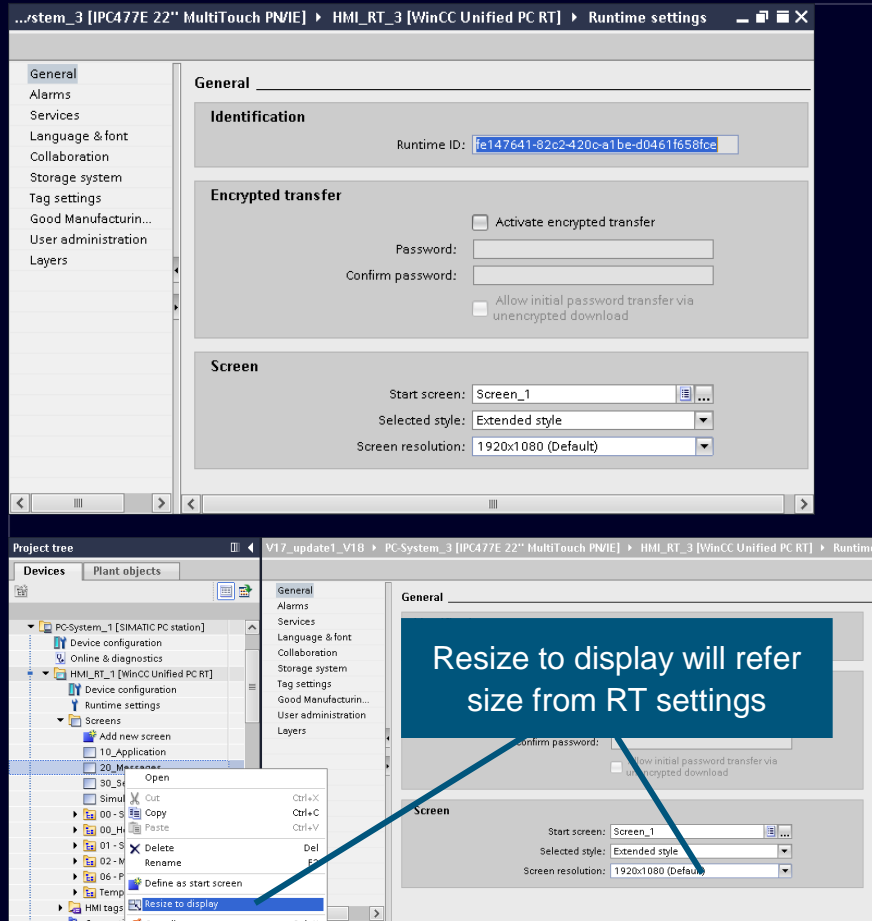 .../stem_3 [IPC477E 22'' MultiTouch PN/IE] ▸ HMI_RT_3 [WinCC Unified PC RT] ▸ Runtime settings
General
Alarms
Services
Language & font
Collaboration
Storage system
Tag settings
Good Manufacturin...
User administration
Layers
General
Identification
Runtime ID: fe147641-82c2-420c-a1be-d0461f658fce
Encrypted transfer
Activate encrypted transfer
Password:
Confirm password:
Allow initial password transfer via
unencrypted download
Screen
Start screen: Screen_1
Selected style: Extended style
Screen resolution: 1920x1080 (Default)
Project tree
Devices Plant objects
PC-System_1 [SIMATIC PC station]
Device configuration
Online & diagnostics
HMI_RT_1 [WinCC Unified PC RT]
Device configuration
Runtime settings
Screens
Add new screen
10_Application
20_Messages
30_Se
Simul
00 - S
00_H
01 - S
02 - M
06 - P
Temp
HMI tags
Open
Cut Ctrl+X
Copy Ctrl+C
Paste Ctrl+V
Delete Del
Rename F2
Define as start screen
Resize to display
V17_update1_V18 ▸ PC-System_3 [IPC477E 22'' MultiTouch PN/IE] ▸ HMI_RT_3 [WinCC Unified PC RT] ▸ Runtime
General
Alarms
Services
Language & font
Collaboration
Storage system
Tag settings
Good Manufacturin...
User administration
Layers
General
Resize to display will refer
size from RT settings
Confirm password:
Allow initial password transfer via
unencrypted download
Screen
Start screen: Screen_1
Selected style: Extended style
Screen resolution: 1920x1080 (Default)